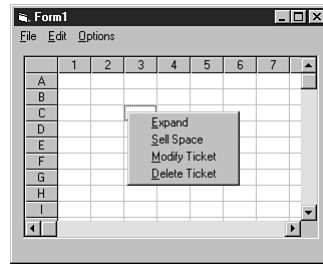 Form1
File Edit Options
1 2 3 4 5 6 7
A
B
C
D
E
F
G
H
I
Expand
Sell Space
Modify Ticket
Delete Ticket